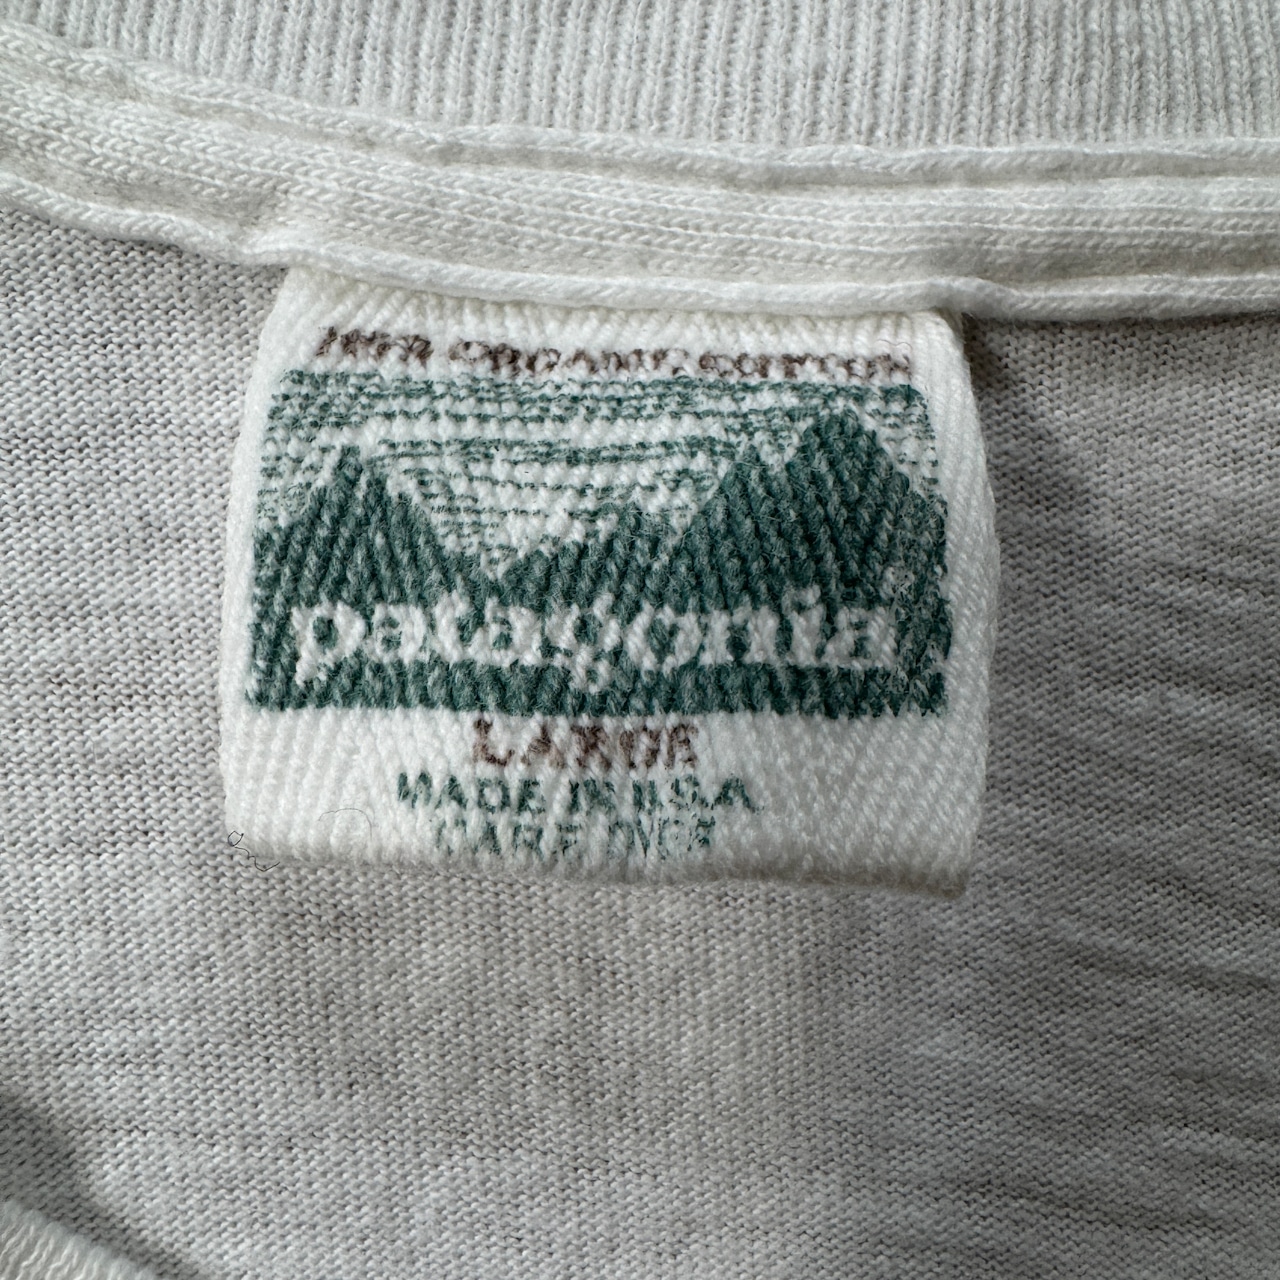 100% ORGANIC COTTON
patagonia
LARGE
MADE IN U.S.A.
CARE OVER